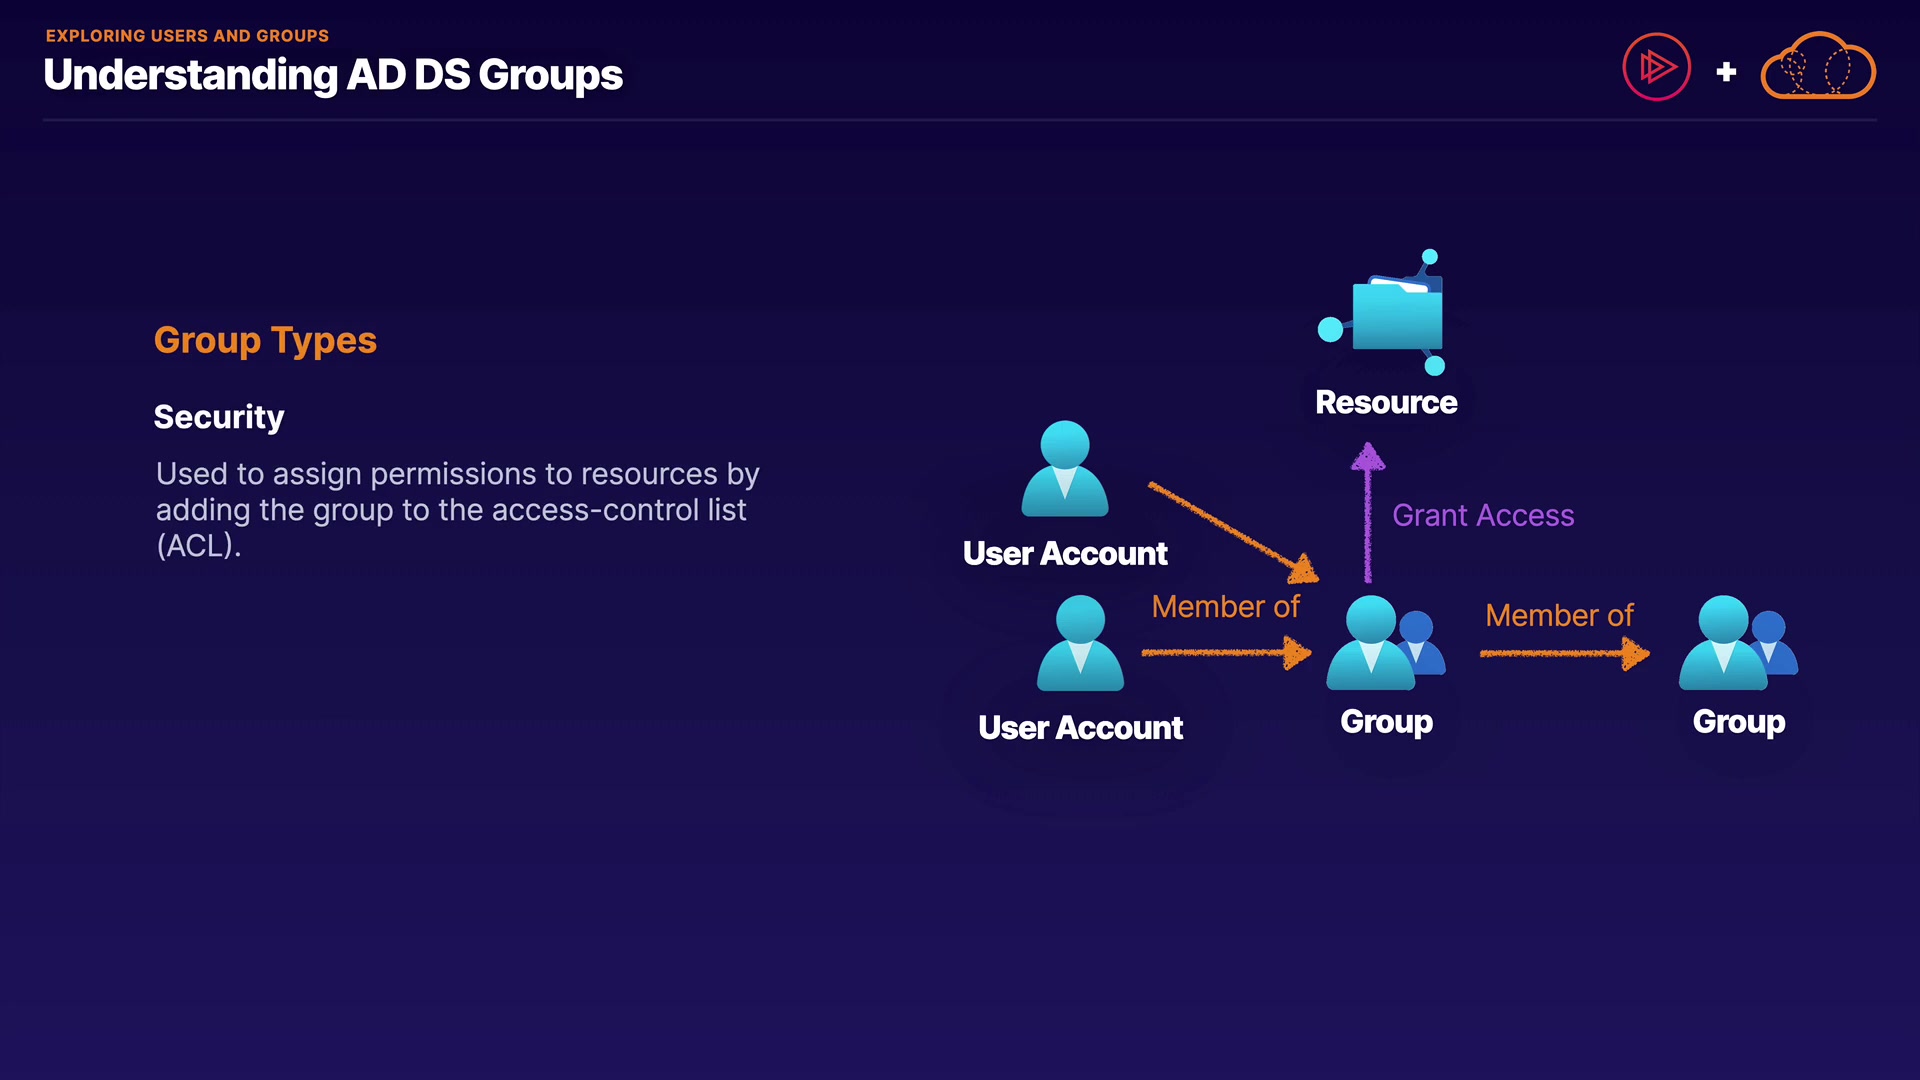 EXPLORING USERS AND GROUPS
Understanding AD DS Groups
Group Types
Security
Used to assign permissions to resources by
adding the group to the access-control list
(ACL).
Resource
Grant Access
User Account
Member of
User Account
Group
Member of
Group